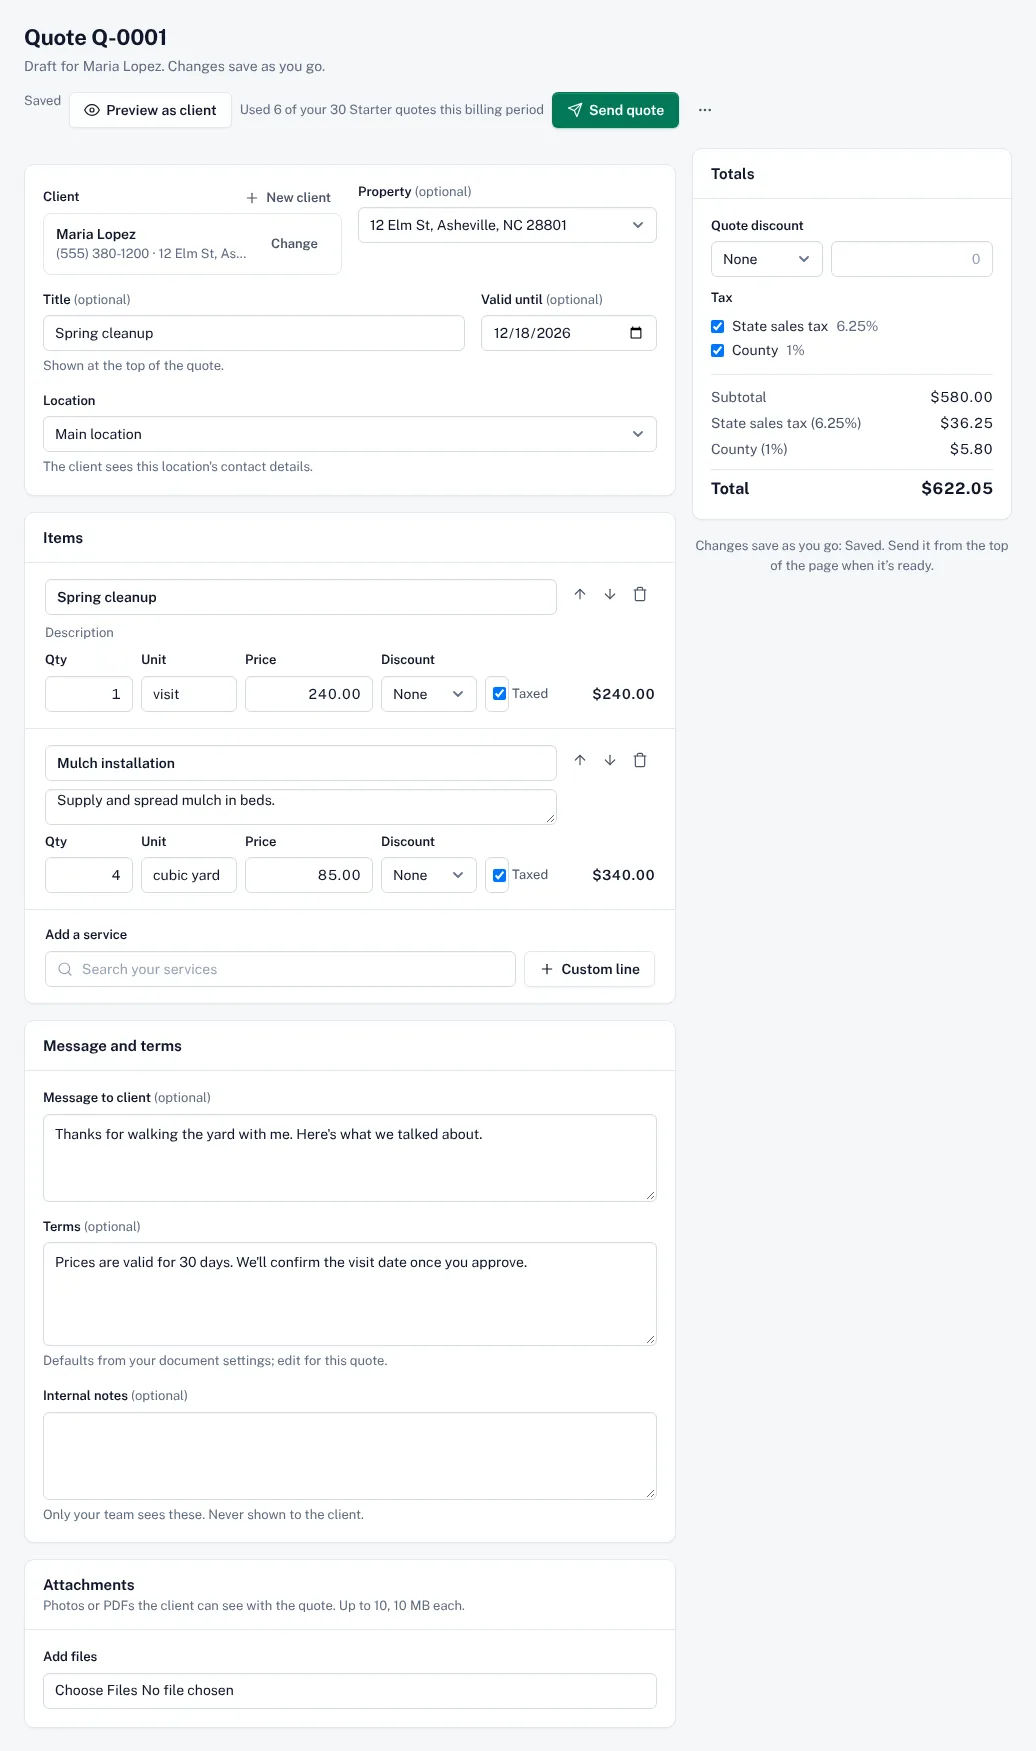 Quote Q-0001
Draft for Maria Lopez. Changes save as you go.
Saved
Preview as client
Used 6 of your 30 Starter quotes this billing period
Send quote
Client
New client
Maria Lopez
(555) 380-1200 · 12 Elm St, As...
Change
Property (optional)
12 Elm St, Asheville, NC 28801
Title (optional)
Spring cleanup
Shown at the top of the quote.
Valid until (optional)
12/18/2026
Location
Main location
The client sees this location's contact details.
Items
Spring cleanup
Description
Qty Unit Price Discount
1 visit 240.00 None Taxed $240.00
Mulch installation
Supply and spread mulch in beds.
Qty Unit Price Discount
4 cubic yard 85.00 None Taxed $340.00
Add a service
Search your services
Custom line
Message and terms
Message to client (optional)
Thanks for walking the yard with me. Here's what we talked about.
Terms (optional)
Prices are valid for 30 days. We'll confirm the visit date once you approve.
Defaults from your document settings; edit for this quote.
Internal notes (optional)
Only your team sees these. Never shown to the client.
Attachments
Photos or PDFs the client can see with the quote. Up to 10, 10 MB each.
Add files
Choose Files No file chosen
Totals
Quote discount
None 0
Tax
State sales tax 6.25%
County 1%
Subtotal $580.00
State sales tax (6.25%) $36.25
County (1%) $5.80
Total $622.05
Changes save as you go: Saved. Send it from the top
of the page when it's ready.